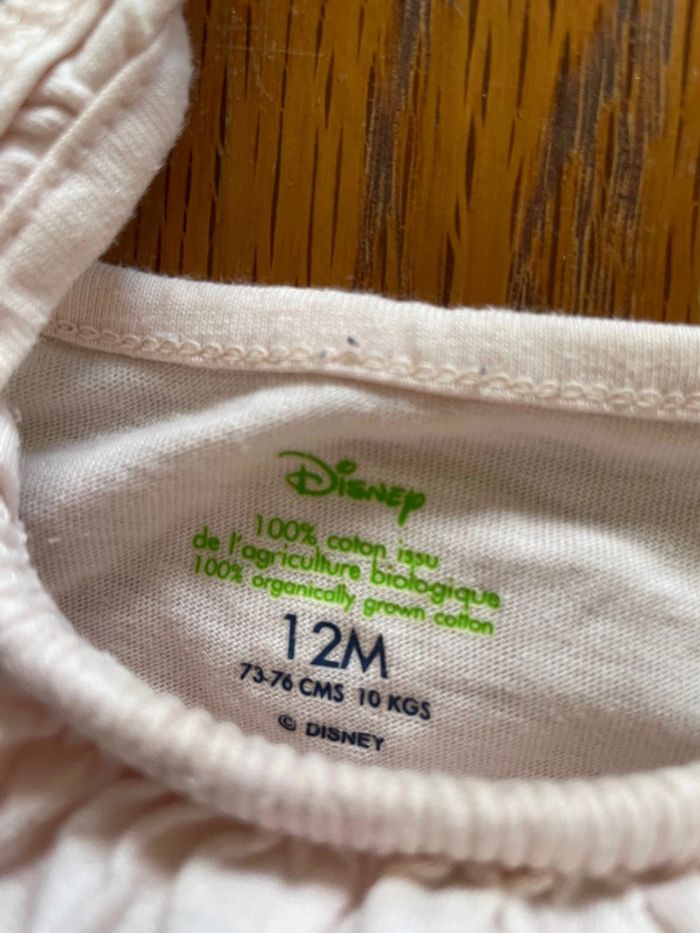 Disney
100% coton issu
de l'agriculture biologique
100% organically grown cotton
12M
73-76 CMS 10 KGS
© DISNEY